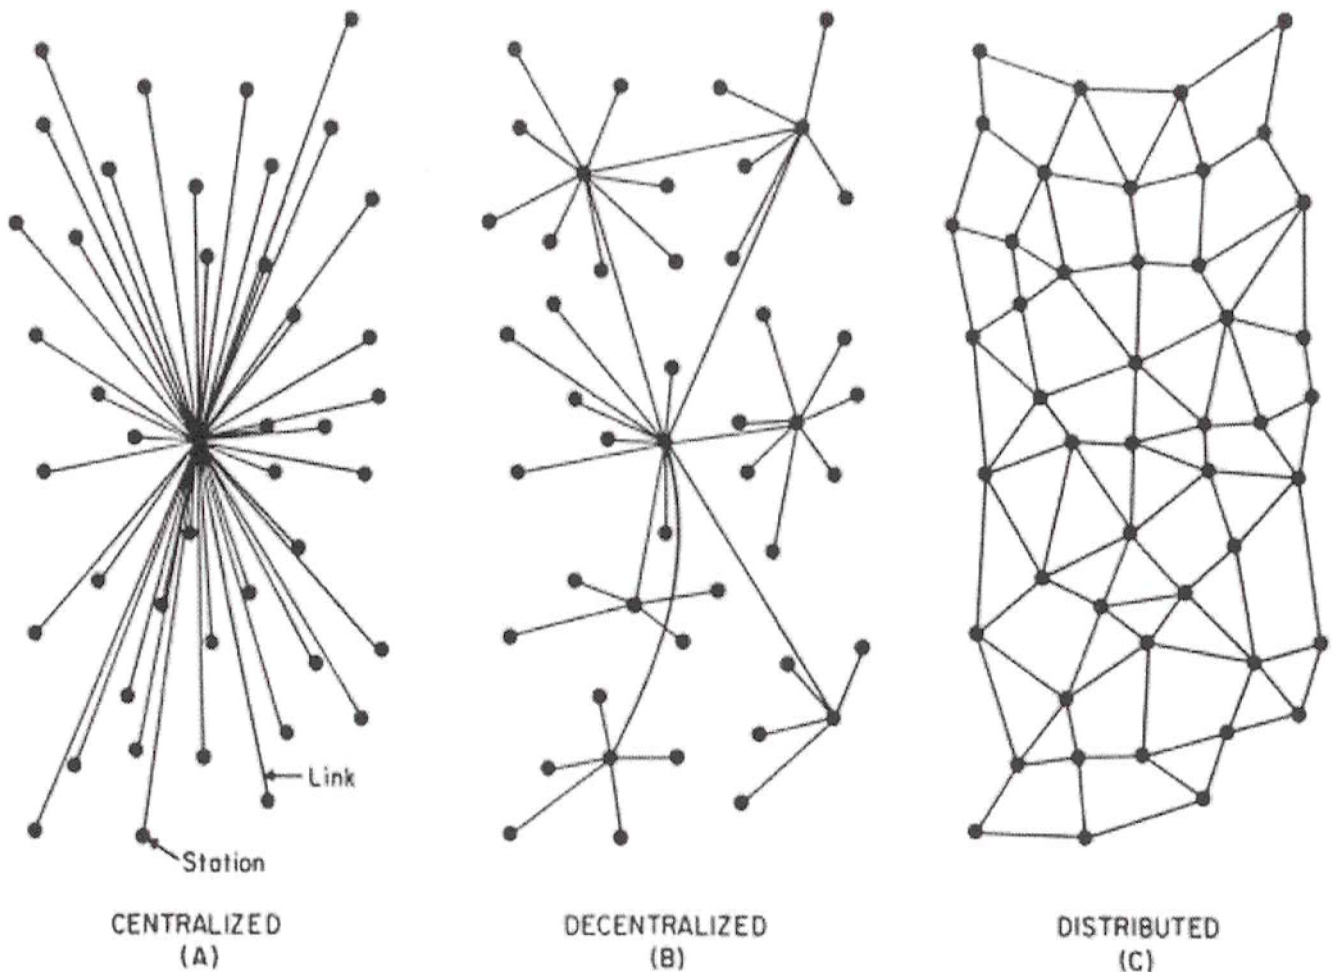 Link
Station
CENTRALIZED
(A)
DECENTRALIZED
(B)
DISTRIBUTED
(C)